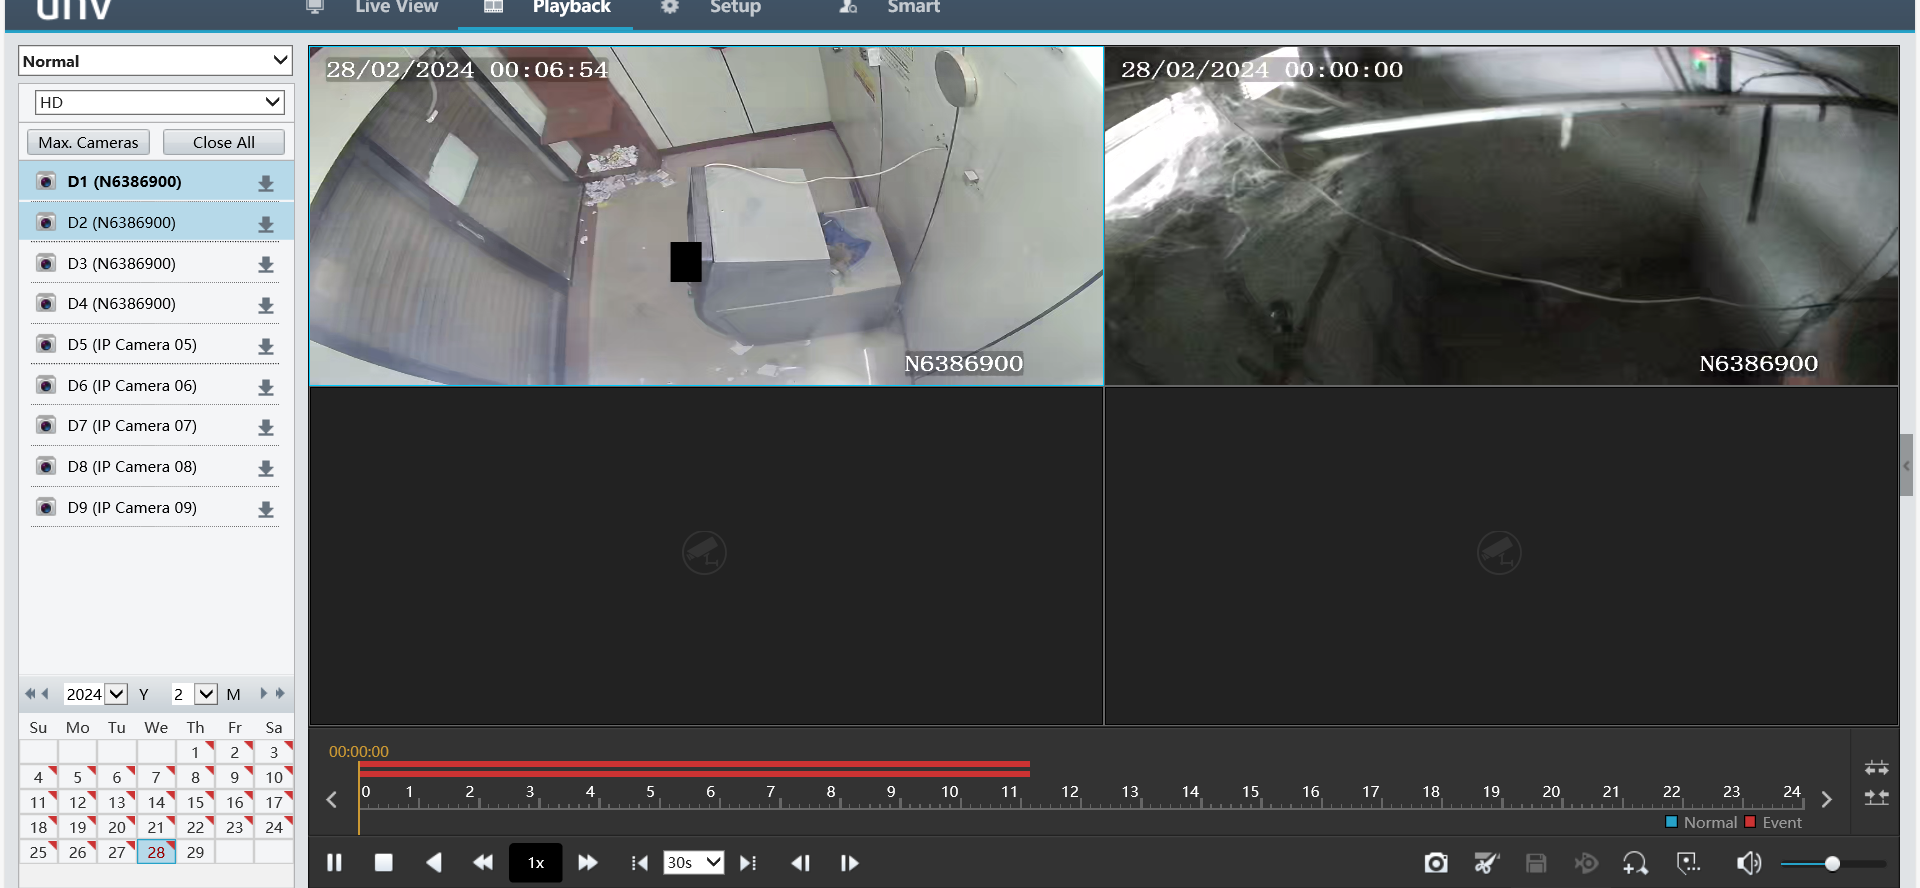 unv
Live View Playback Setup Smart
Normal
HD
Max. Cameras Close All
D1 (N6386900)
D2 (N6386900)
D3 (N6386900)
D4 (N6386900)
D5 (IP Camera 05)
D6 (IP Camera 06)
D7 (IP Camera 07)
D8 (IP Camera 08)
D9 (IP Camera 09)
2024 Y 2 M
Su Mo Tu We Th Fr Sa
1 2 3
4 5 6 7 8 9 10
11 12 13 14 15 16 17
18 19 20 21 22 23 24
25 26 27 28 29
28/02/2024 00:06:54
N6386900
28/02/2024 00:00:00
N6386900
00:00:00
0 1 2 3 4 5 6 7 8 9 10 11 12 13 14 15 16 17 18 19 20 21 22 23 24
Normal Event
1x 30s